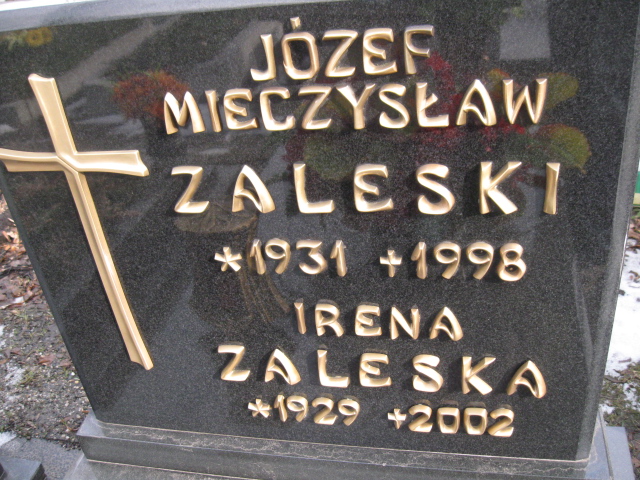 JÓZEF
MIECZYSŁAW
ZALESKI
*1931 +1998
IRENA
ZALESKA
*1929 +2002